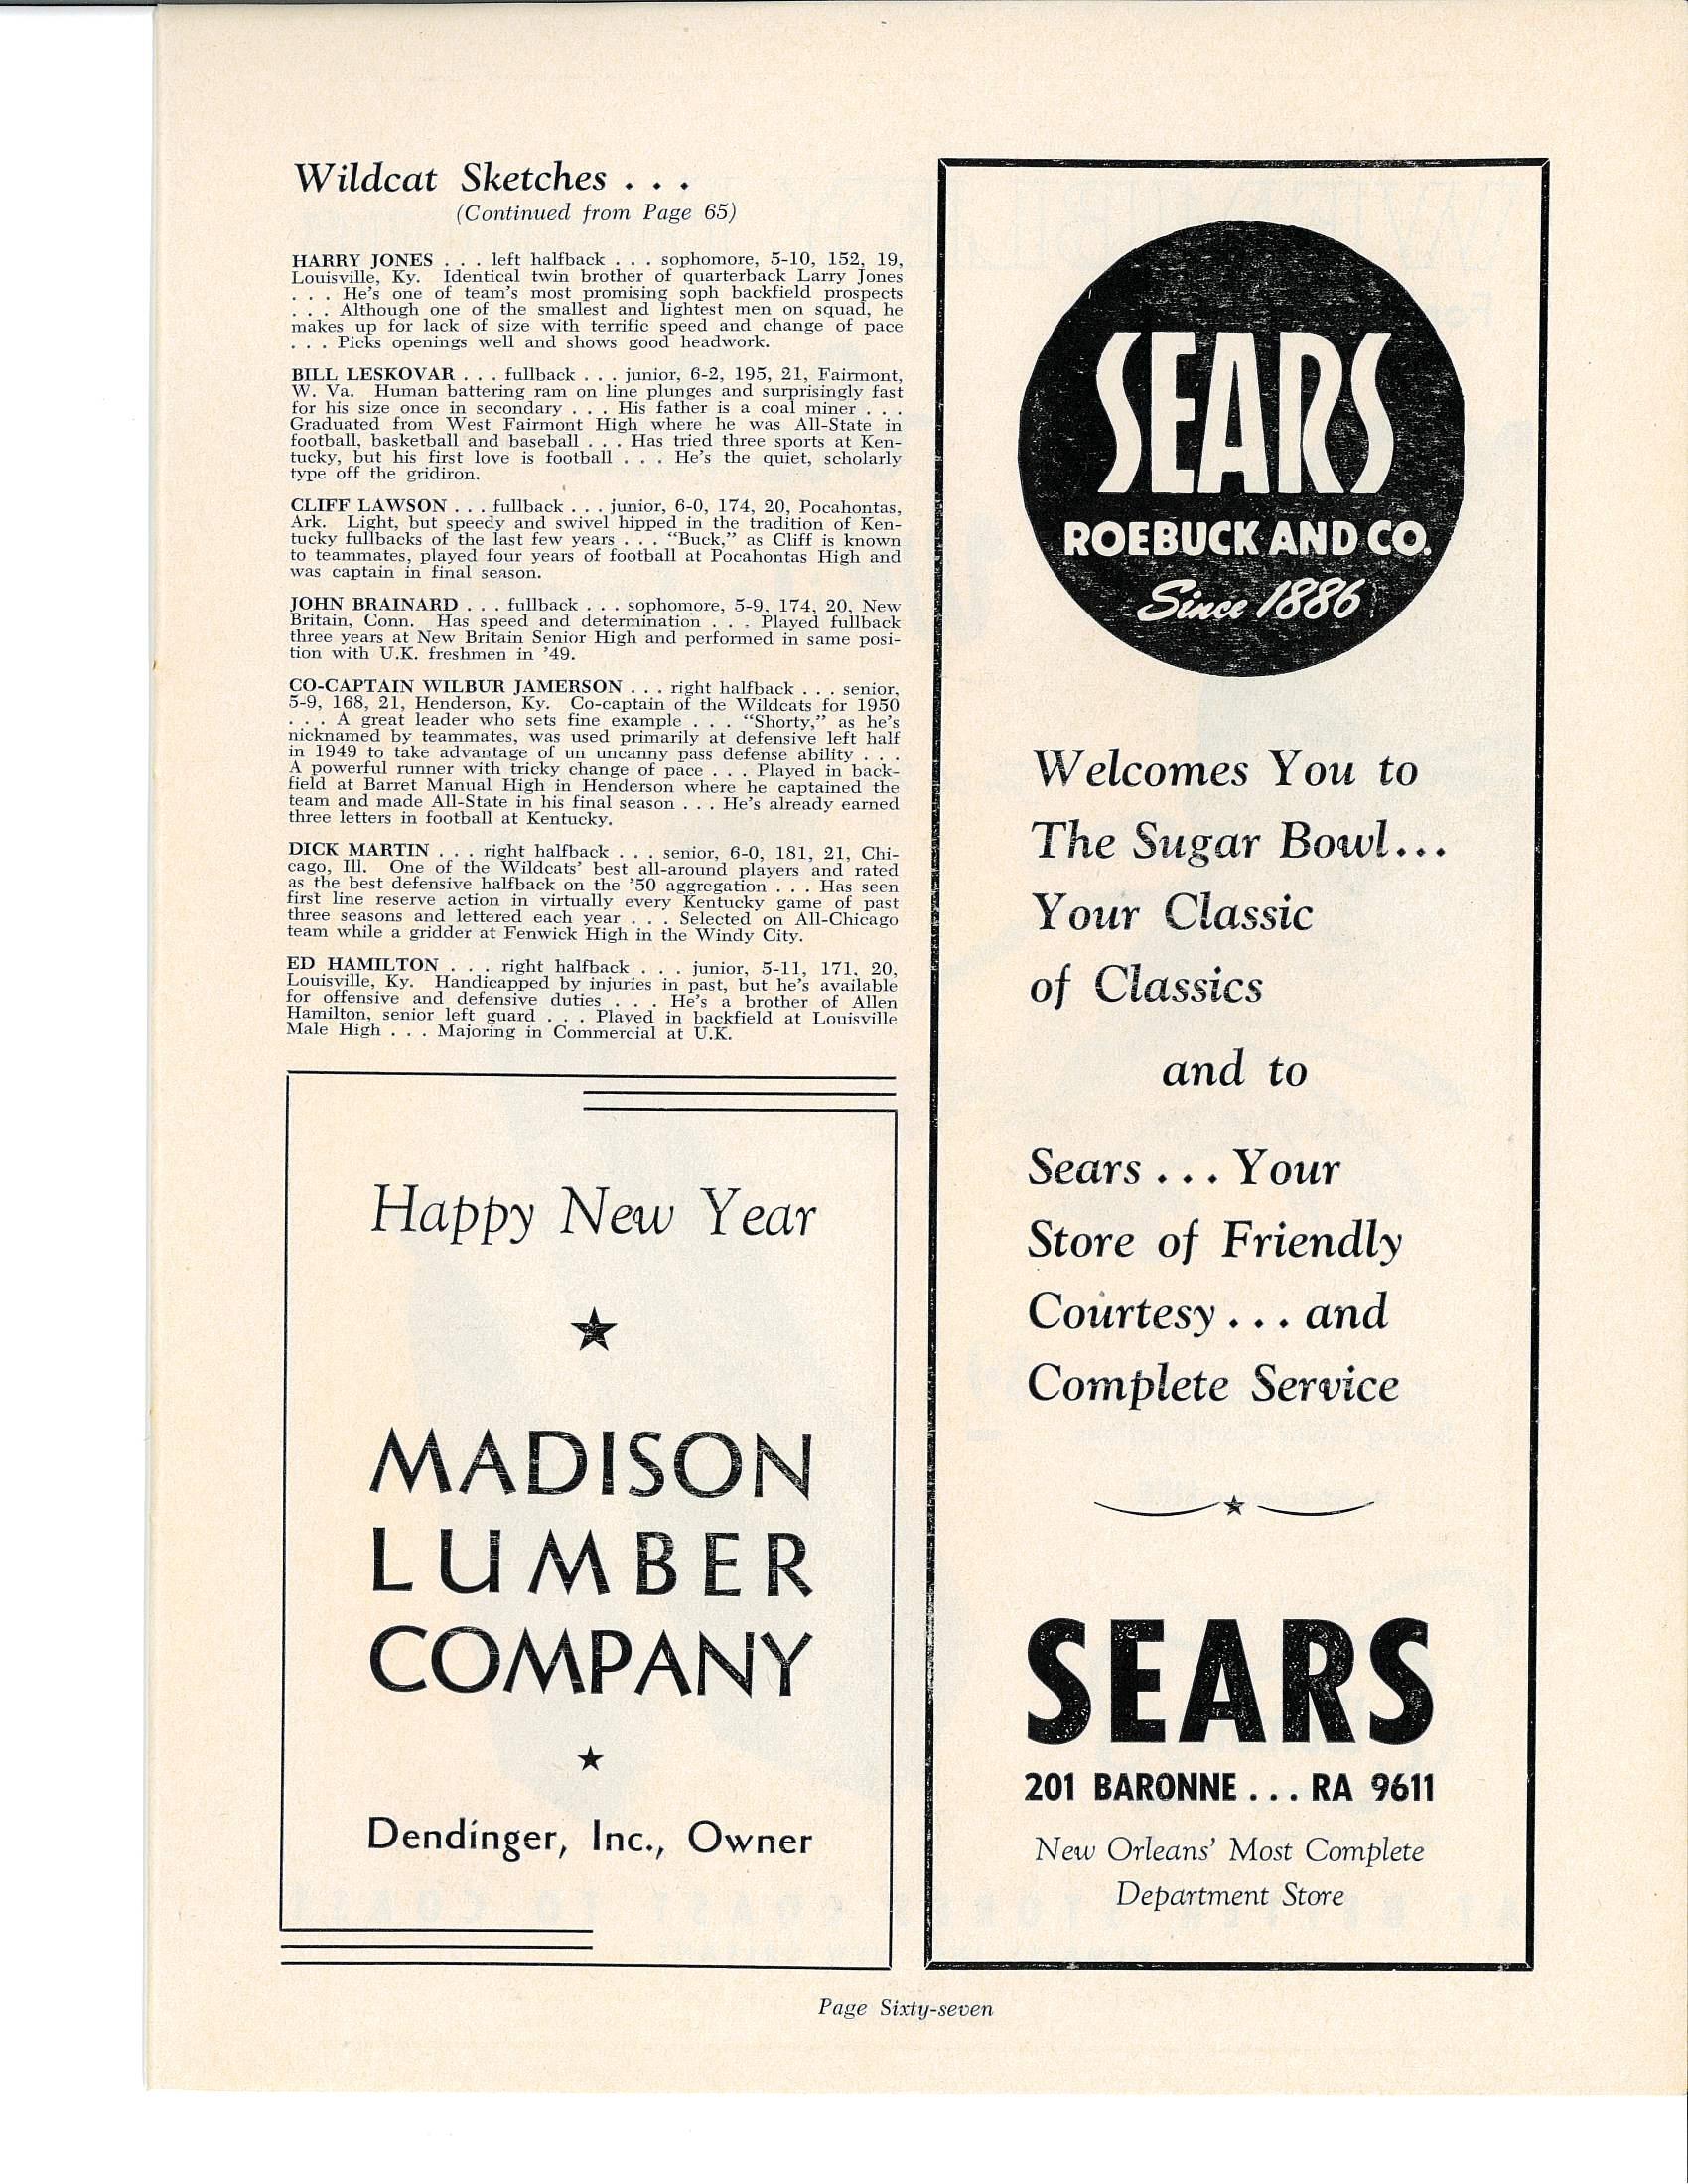 Wildcat Sketches . . .
(Continued from Page 65)
HARRY JONES . . . left halfback . . . sophomore, 5-10, 152, 19,
Louisville, Ky. Identical twin brother of quarterback Larry Jones
. . . He's one of team's most promising soph backfield prospects
. . . Although one of the smallest and lightest men on squad, he
makes up for lack of size with terrific speed and change of pace
. . . Picks openings well and shows good headwork.
BILL LESKOVAR . . . fullback . . . junior, 6-2, 195, 21, Fairmont,
W. Va. Human battering ram on line plunges and surprisingly fast
for his size once in secondary . . . His father is a coal miner . . .
Graduated from West Fairmont High where he was All-State in
football, basketball and baseball . . . Has tried three sports at Ken-
tucky, but his first love is football . . . He's the quiet, scholarly
type off the gridiron.
CLIFF LAWSON . . . fullback . . . junior, 6-0, 174, 20, Pocahontas,
Ark. Light, but speedy and swivel hipped in the tradition of Ken-
tucky fullbacks of the last few years . . . "Buck," as Cliff is known
to teammates, played four years of football at Pocahontas High and
was captain in final season.
JOHN BRAINARD . . . fullback . . . sophomore, 5-9, 174, 20, New
Britain, Conn. Has speed and determination . . . Played fullback
three years at New Britain Senior High and performed in same posi-
tion with U.K. freshmen in '49.
CO-CAPTAIN WILBUR JAMERSON . . . right halfback . . . senior,
5-9, 168, 21, Henderson, Ky. Co-captain of the Wildcats for 1950
. . . A great leader who sets fine example . . . "Shorty," as he's
nicknamed by teammates, was used primarily at defensive left half
in 1949 to take advantage of un uncanny pass defense ability . . .
A powerful runner with tricky change of pace . . . Played in back-
field at Barret Manual High in Henderson where he captained the
team and made All-State in his final season . . . He's already earned
three letters in football at Kentucky.
DICK MARTIN . . . right halfback . . . senior, 6-0, 181, 21, Chi-
cago, Ill. One of the Wildcats' best all-around players and rated
as the best defensive halfback on the '50 aggregation . . . Has seen
first line reserve action in virtually every Kentucky game of past
three seasons and lettered each year . . . Selected on All-Chicago
team while a gridder at Fenwick High in the Windy City.
ED HAMILTON . . . right halfback . . . junior, 5-11, 171, 20,
Louisville, Ky. Handicapped by injuries in past, but he's available
for offensive and defensive duties . . . He's a brother of Allen
Hamilton, senior left guard . . . Played in backfield at Louisville
Male High . . . Majoring in Commercial at U.K.
Happy New Year
MADISON
LUMBER
COMPANY
Dendinger, Inc., Owner
SEARS
ROEBUCK AND CO.
Since 1886
Welcomes You to
The Sugar Bowl...
Your Classic
of Classics
and to
Sears . . . Your
Store of Friendly
Courtesy . . . and
Complete Service
SEARS
201 BARONNE . . . RA 9611
New Orleans' Most Complete
Department Store
Page Sixty-seven